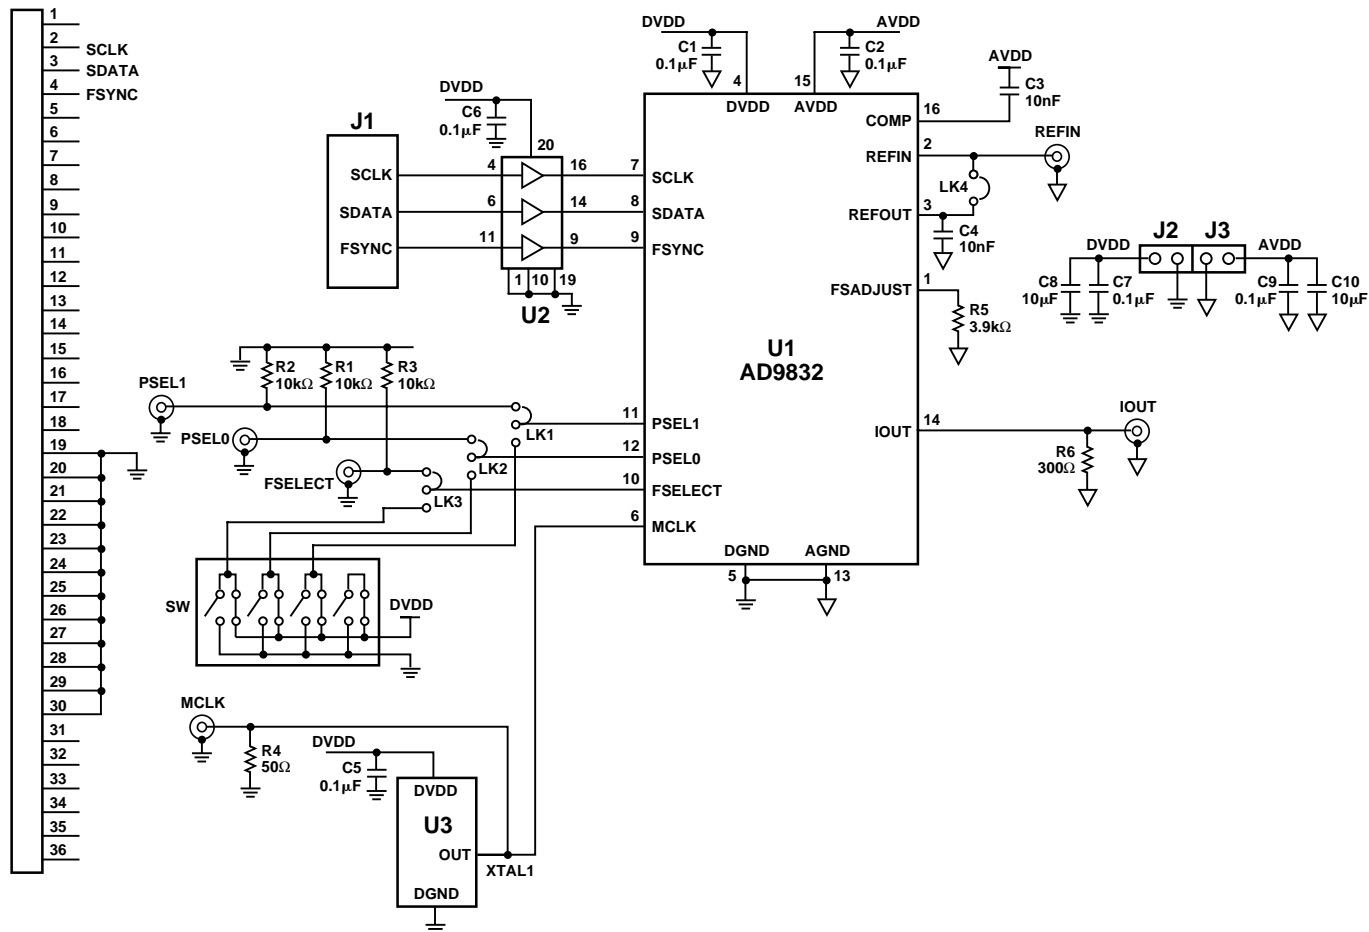 1
2
SCLK
3
SDATA
4
FSYNC
5
6
7
8
9
10
11
12
13
14
15
16
17
18
19
20
21
22
23
24
25
26
27
28
29
30
31
32
33
34
35
36
J1
SCLK
SDATA
FSYNC
DVDD
C6
0.1µF
20
4
16
6
14
11
9
1
10
19
U2
DVDD
C1
0.1µF
4
DVDD
AVDD
C2
0.1µF
15
AVDD
U1
AD9832
7
SCLK
8
SDATA
9
FSYNC
11
PSEL1
12
PSEL0
10
FSELECT
6
MCLK
DGND
5
AGND
13
COMP
16
AVDD
C3
10nF
REFIN
2
REFIN
LK4
REFOUT
3
C4
10nF
FSADJUST
1
R5
3.9kΩ
IOUT
14
IOUT
R6
300Ω
J2
J3
DVDD
AVDD
C8
10µF
C7
0.1µF
C9
0.1µF
C10
10µF
R2
10kΩ
R1
10kΩ
R3
10kΩ
PSEL1
PSEL0
FSELECT
LK1
LK2
LK3
SW
DVDD
MCLK
R4
50Ω
DVDD
C5
0.1µF
DVDD
U3
OUT
DGND
XTAL1